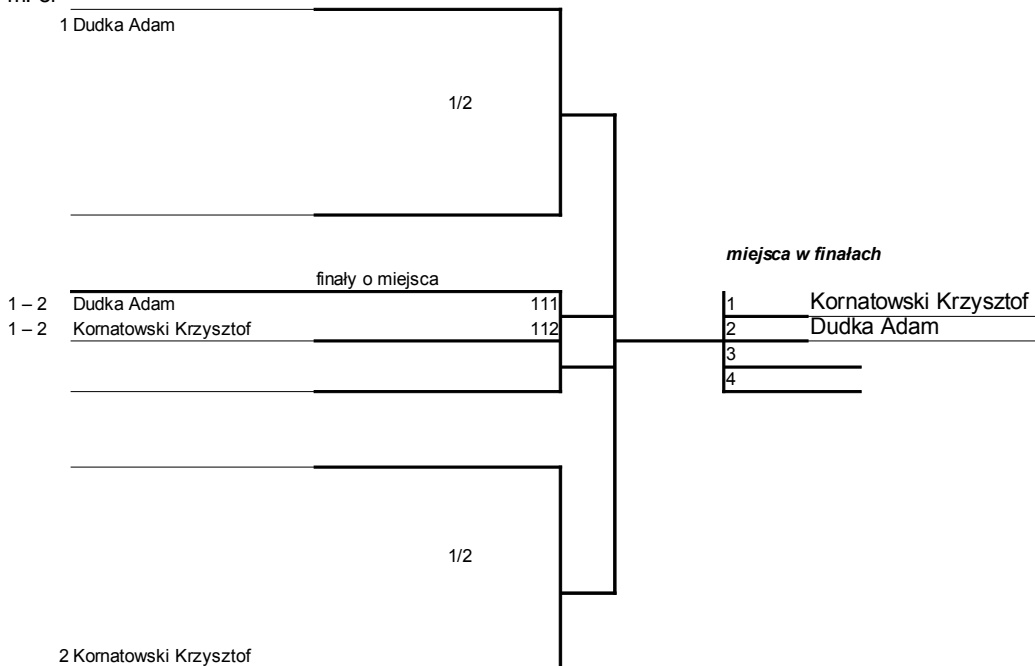 1 Dudka Adam
1/2
miejsca w finałach
finały o miejsca
1 – 2 Dudka Adam 111 1 Kornatowski Krzysztof
1 – 2 Kornatowski Krzysztof 112 2 Dudka Adam
3
4
1/2
2 Kornatowski Krzysztof